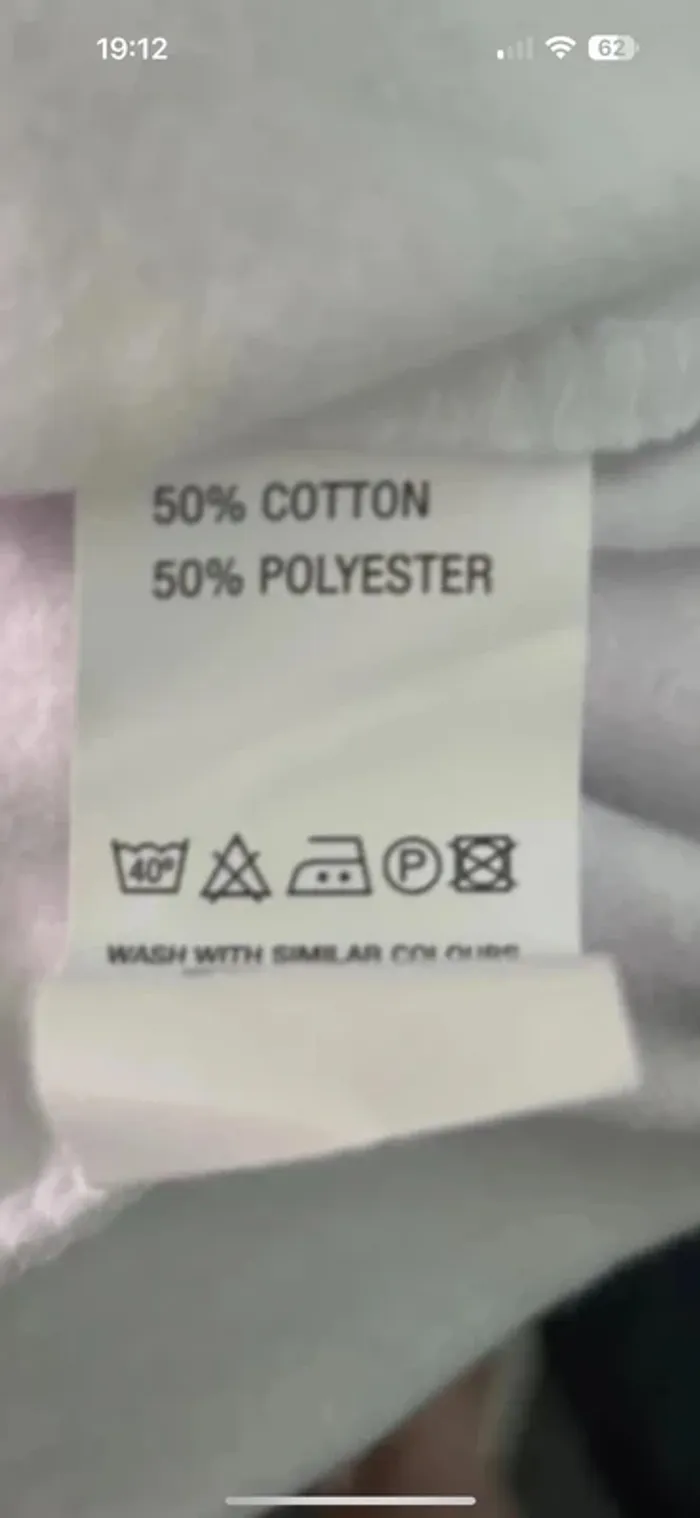 19:12
62
50% COTTON
50% POLYESTER
40°
P
WASH WITH SIMILAR COLOURS